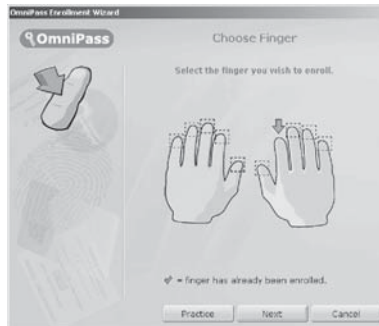 OmniPass Enrollment Wizard
OmniPass
Choose Finger
Select the finger you wish to enroll.
= finger has already been enrolled.
Practice
Next
Cancel